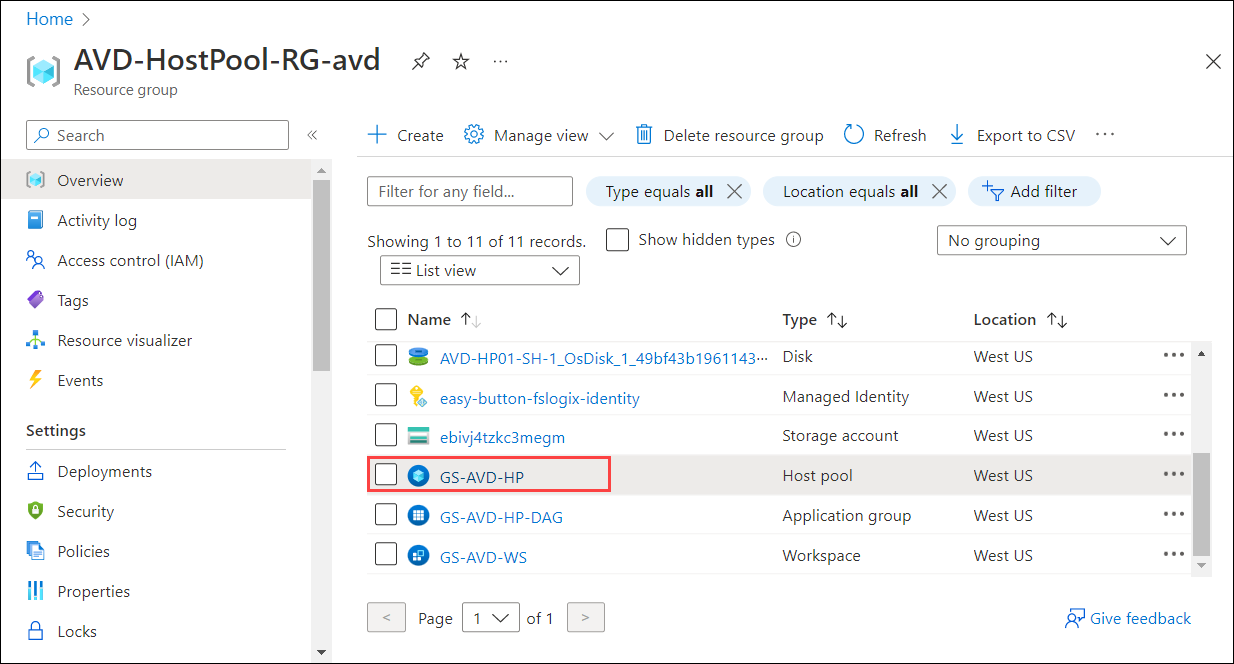 Home >
AVD-HostPool-RG-avd
Resource group
Search
«
Overview
Activity log
Access control (IAM)
Tags
Resource visualizer
Events
Settings
Deployments
Security
Policies
Properties
Locks
+ Create Manage view Delete resource group Refresh Export to CSV ...
Filter for any field... Type equals all Location equals all Add filter
Showing 1 to 11 of 11 records. Show hidden types No grouping
List view
Name ↑↓ Type ↑↓ Location ↑↓
AVD-HP01-SH-1_OsDisk_1_49bf43b1961143··· Disk West US ···
easy-button-fslogix-identity Managed Identity West US ···
ebivj4tzkc3megm Storage account West US ···
GS-AVD-HP Host pool West US ···
GS-AVD-HP-DAG Application group West US ···
GS-AVD-WS Workspace West US ···
< Page 1 of 1 > Give feedback